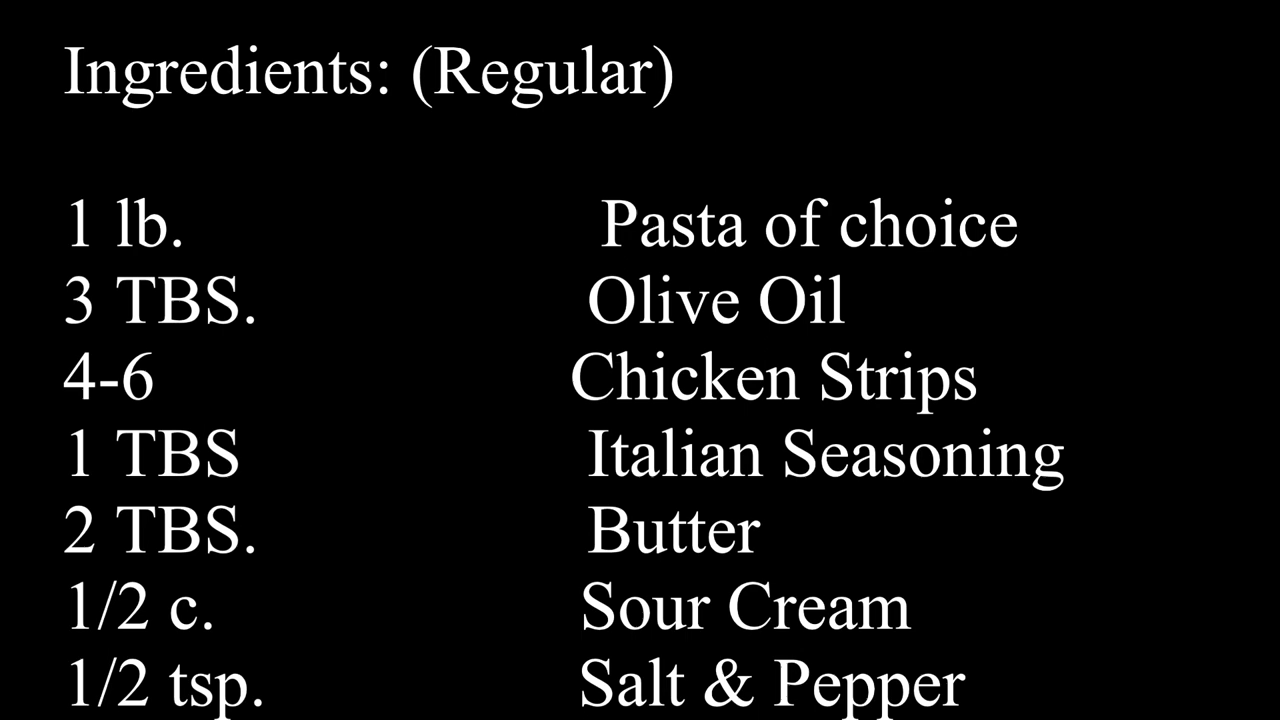 Ingredients: (Regular)
1 lb. Pasta of choice
3 TBS. Olive Oil
4-6 Chicken Strips
1 TBS Italian Seasoning
2 TBS. Butter
1/2 c. Sour Cream
1/2 tsp. Salt & Pepper